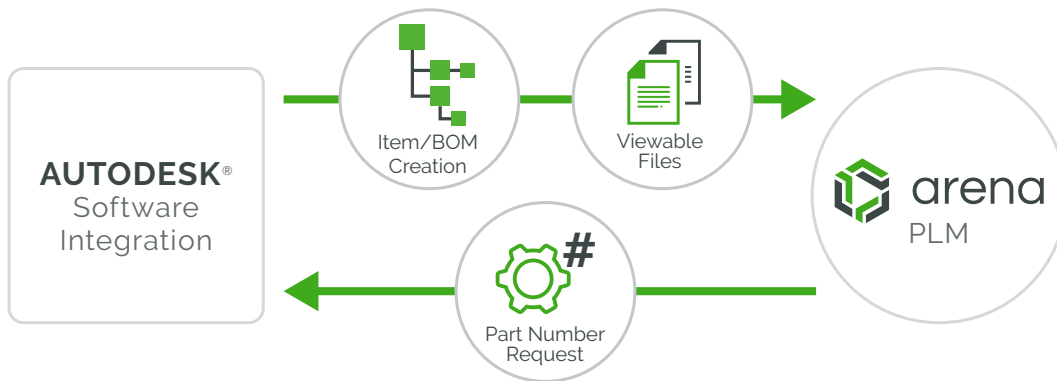 AUTODESK®
Software
Integration
Item/BOM
Creation
Viewable
Files
arena
PLM
#
Part Number
Request